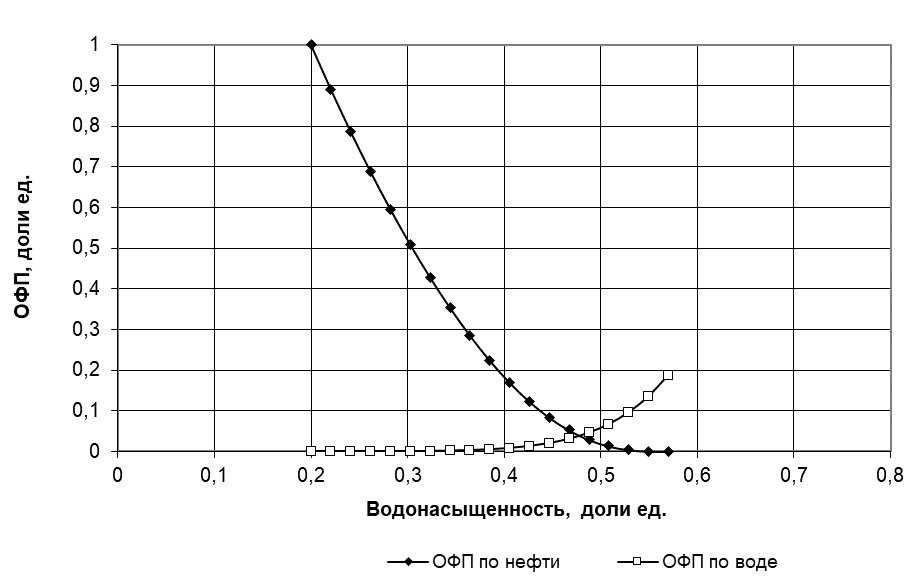 1
0,9
0,8
0,7
0,6
0,5
0,4
0,3
0,2
0,1
0
ОФП, доли ед.
0 0,1 0,2 0,3 0,4 0,5 0,6 0,7 0,8
Водонасыщенность, доли ед.
ОФП по нефти ОФП по воде